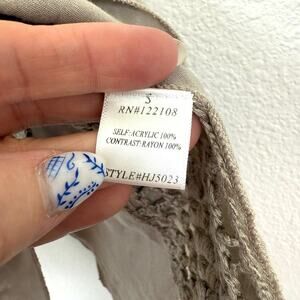 S
RN#122108
SELF:ACRYLIC 100%
CONTRAST:RAYON 100%
STYLE#HJ5023